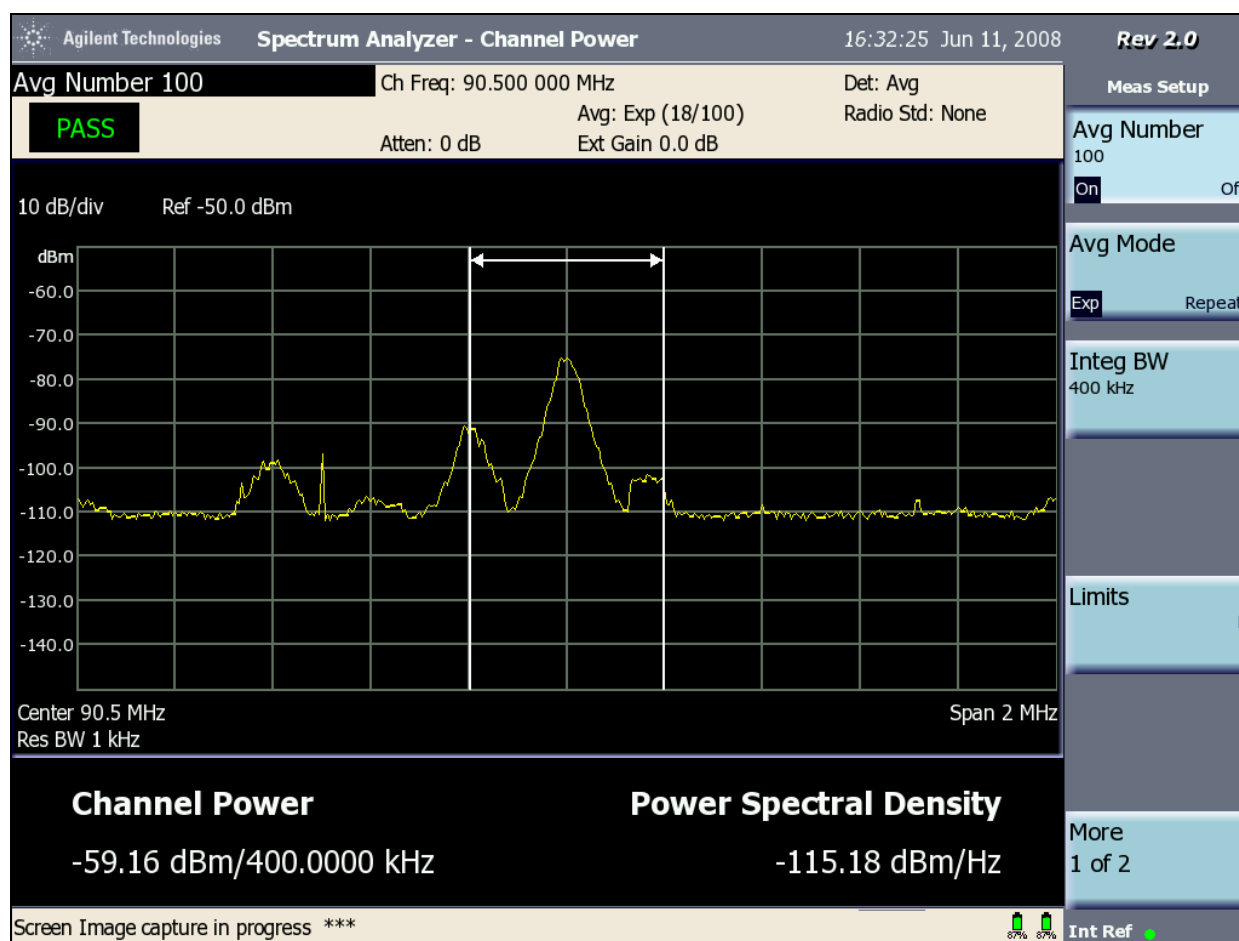 Agilent Technologies Spectrum Analyzer - Channel Power 16:32:25 Jun 11, 2008 Rev 2.0
Avg Number 100
PASS
Ch Freq: 90.500 000 MHz
Det: Avg
Avg: Exp (18/100)
Radio Std: None
Atten: 0 dB
Ext Gain 0.0 dB
Meas Setup
Avg Number
100
On Of
Avg Mode
Exp Repeat
Integ BW
400 kHz
Limits
More
1 of 2
10 dB/div Ref -50.0 dBm
dBm
-60.0
-70.0
-80.0
-90.0
-100.0
-110.0
-120.0
-130.0
-140.0
Center 90.5 MHz Span 2 MHz
Res BW 1 kHz
Channel Power Power Spectral Density
-59.16 dBm/400.0000 kHz -115.18 dBm/Hz
Screen Image capture in progress ***
87% 87%
Int Ref